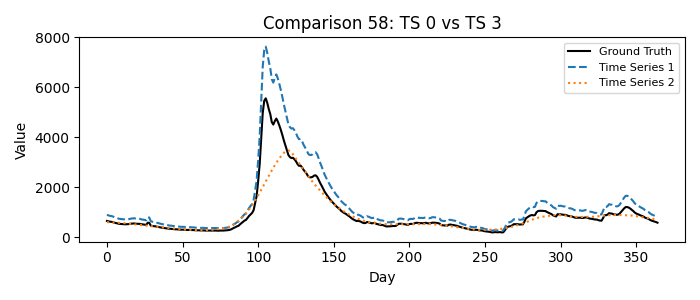 Comparison 58: TS 0 vs TS 3
Value
8000
6000
4000
2000
0
Ground Truth
Time Series 1
Time Series 2
0 50 100 150 200 250 300 350
Day